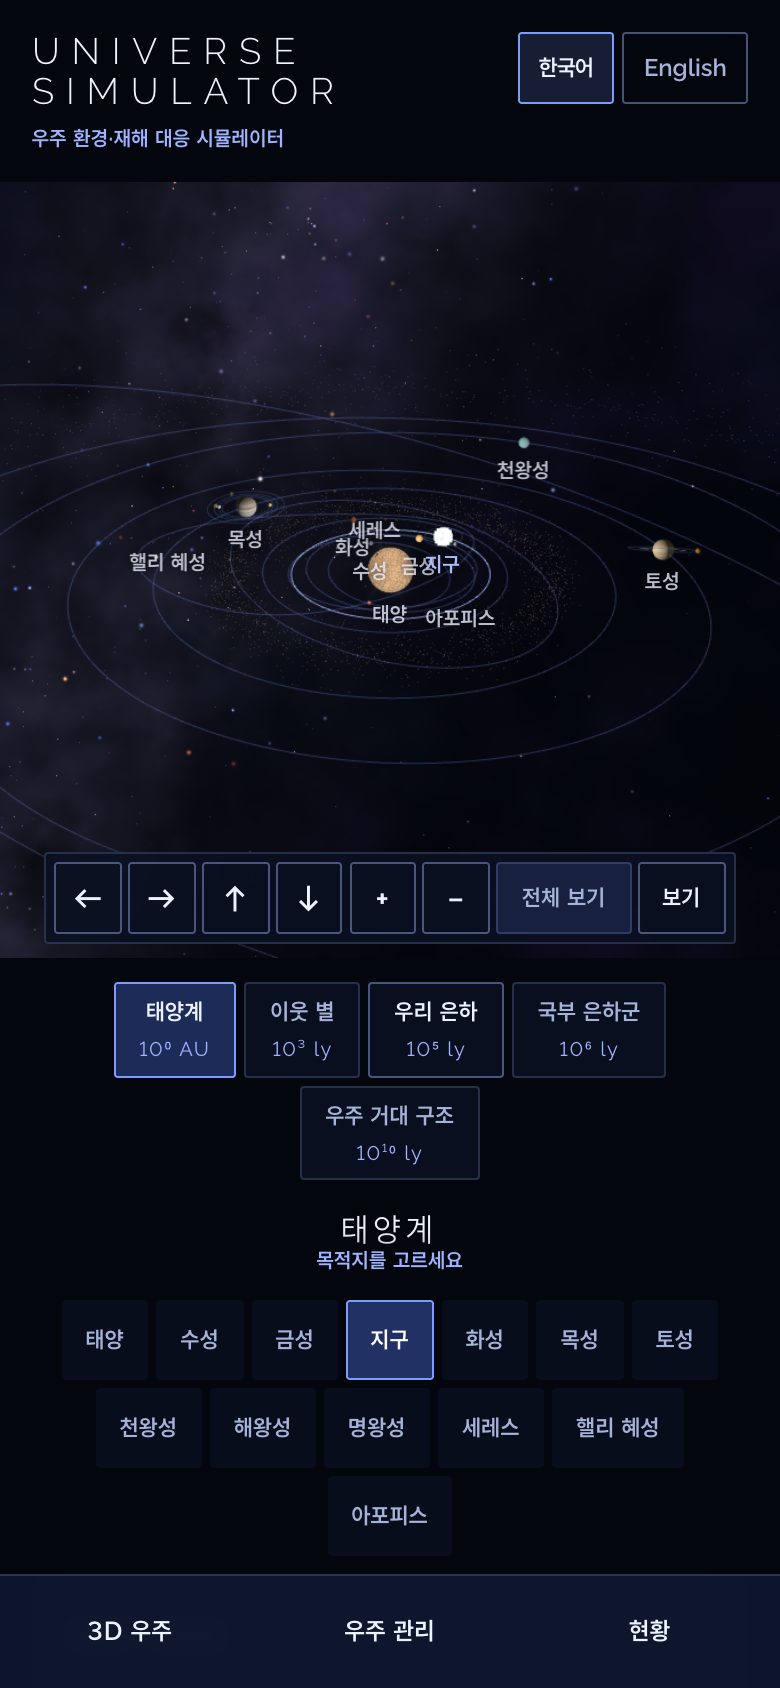 UNIVERSE
SIMULATOR
우주 환경·재해 대응 시뮬레이터
한국어
English
천왕성
목성
세레스
화성
핼리 혜성
수성
금성
지구
토성
태양
아포피스
← → ↑ ↓ + − 전체 보기 보기
태양계
10⁰ AU
이웃 별
10³ ly
우리 은하
10⁵ ly
국부 은하군
10⁶ ly
우주 거대 구조
10¹⁰ ly
태양계
목적지를 고르세요
태양 수성 금성 지구 화성 목성 토성
천왕성 해왕성 명왕성 세레스 핼리 혜성
아포피스
3D 우주 우주 관리 현황